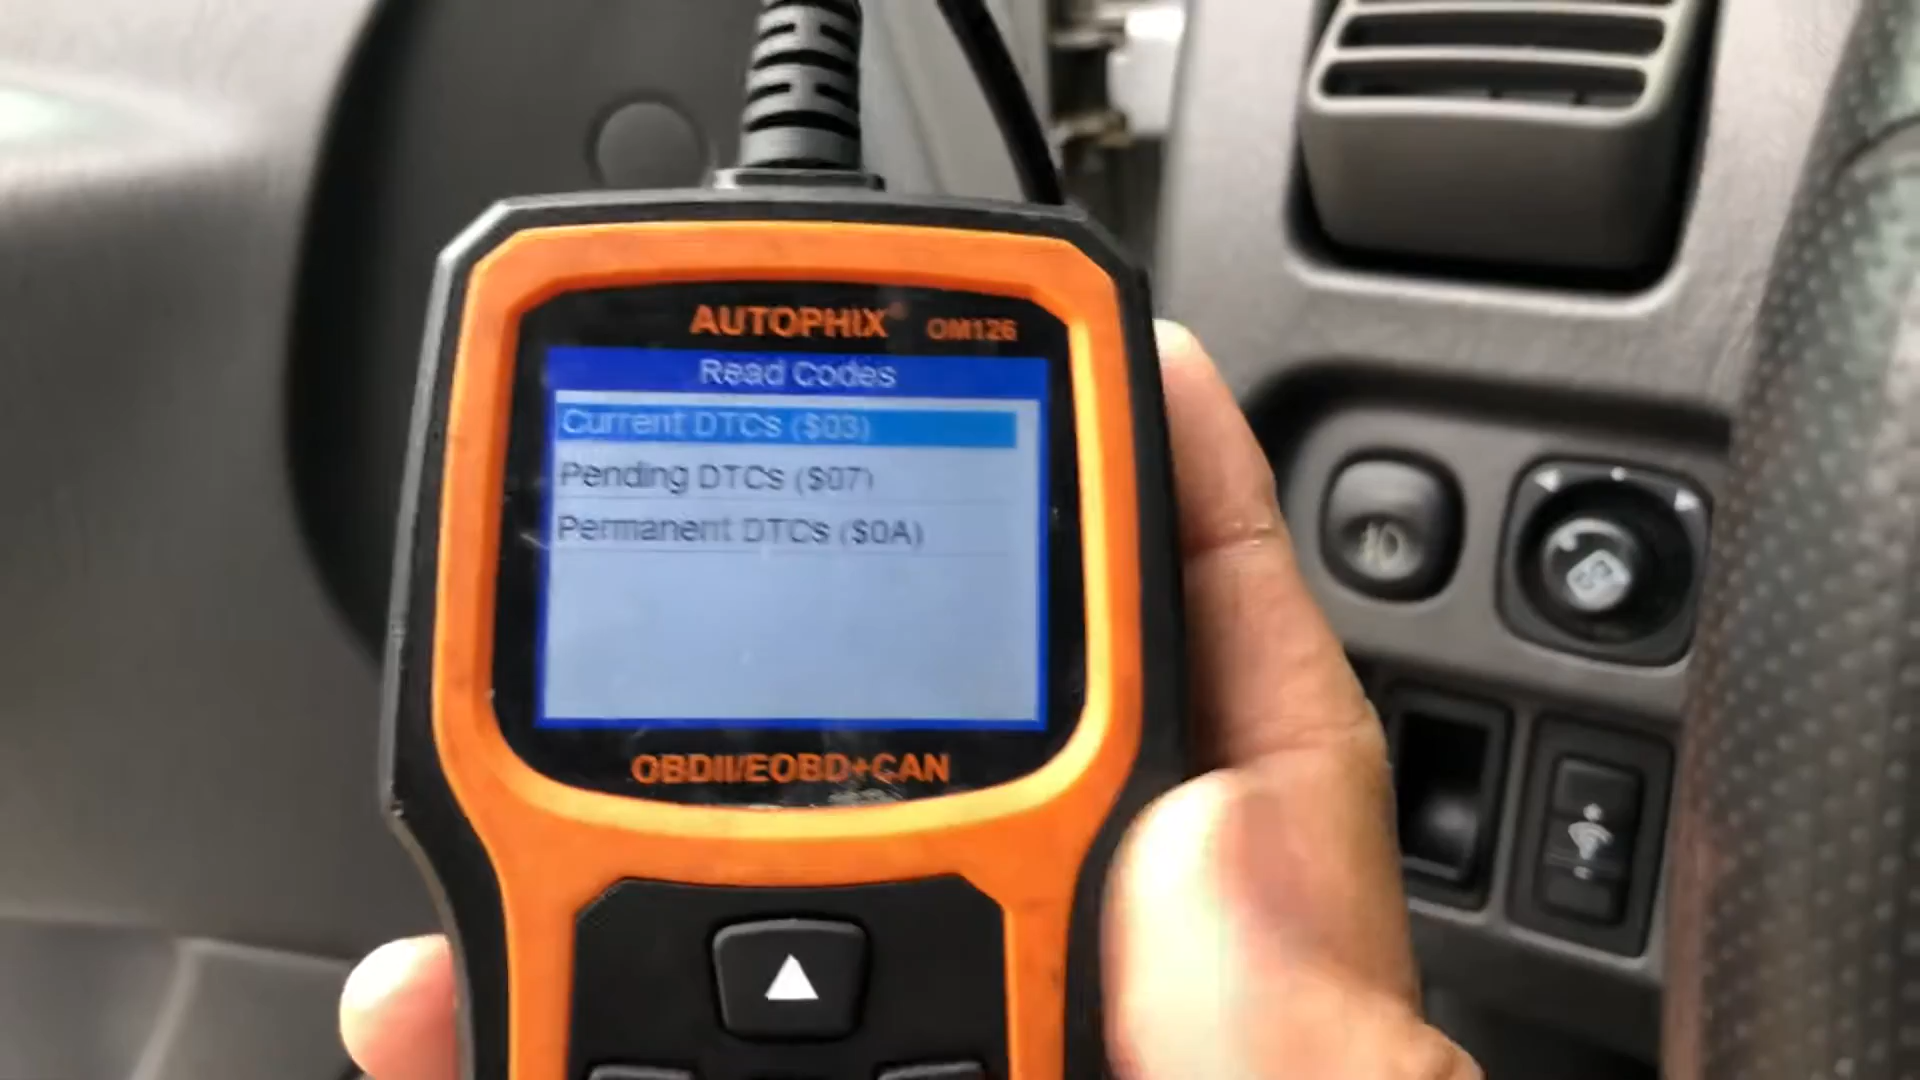 AUTOPHIX® OM126
Read Codes
Current DTCs ($03)
Pending DTCs ($07)
Permanent DTCs ($0A)
OBDII/EOBD+CAN